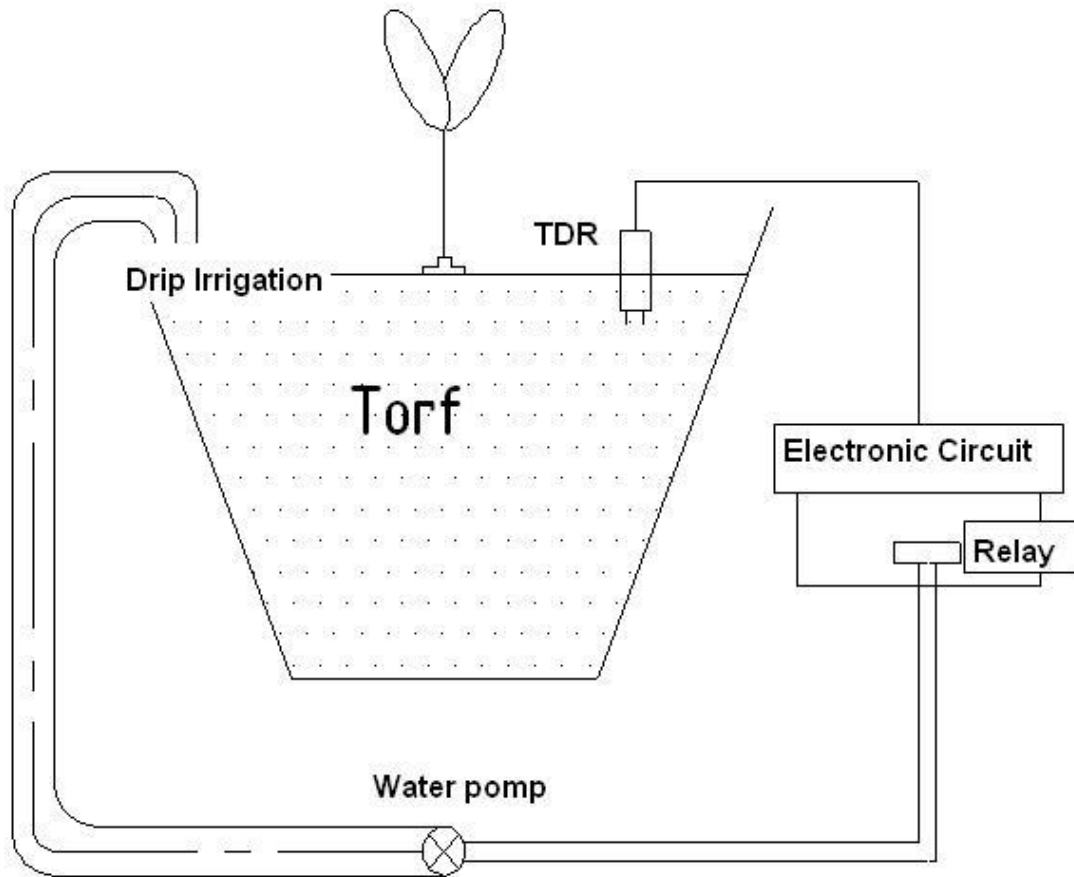 TDR
Drip Irrigation
Torf
Electronic Circuit
Relay
Water pomp